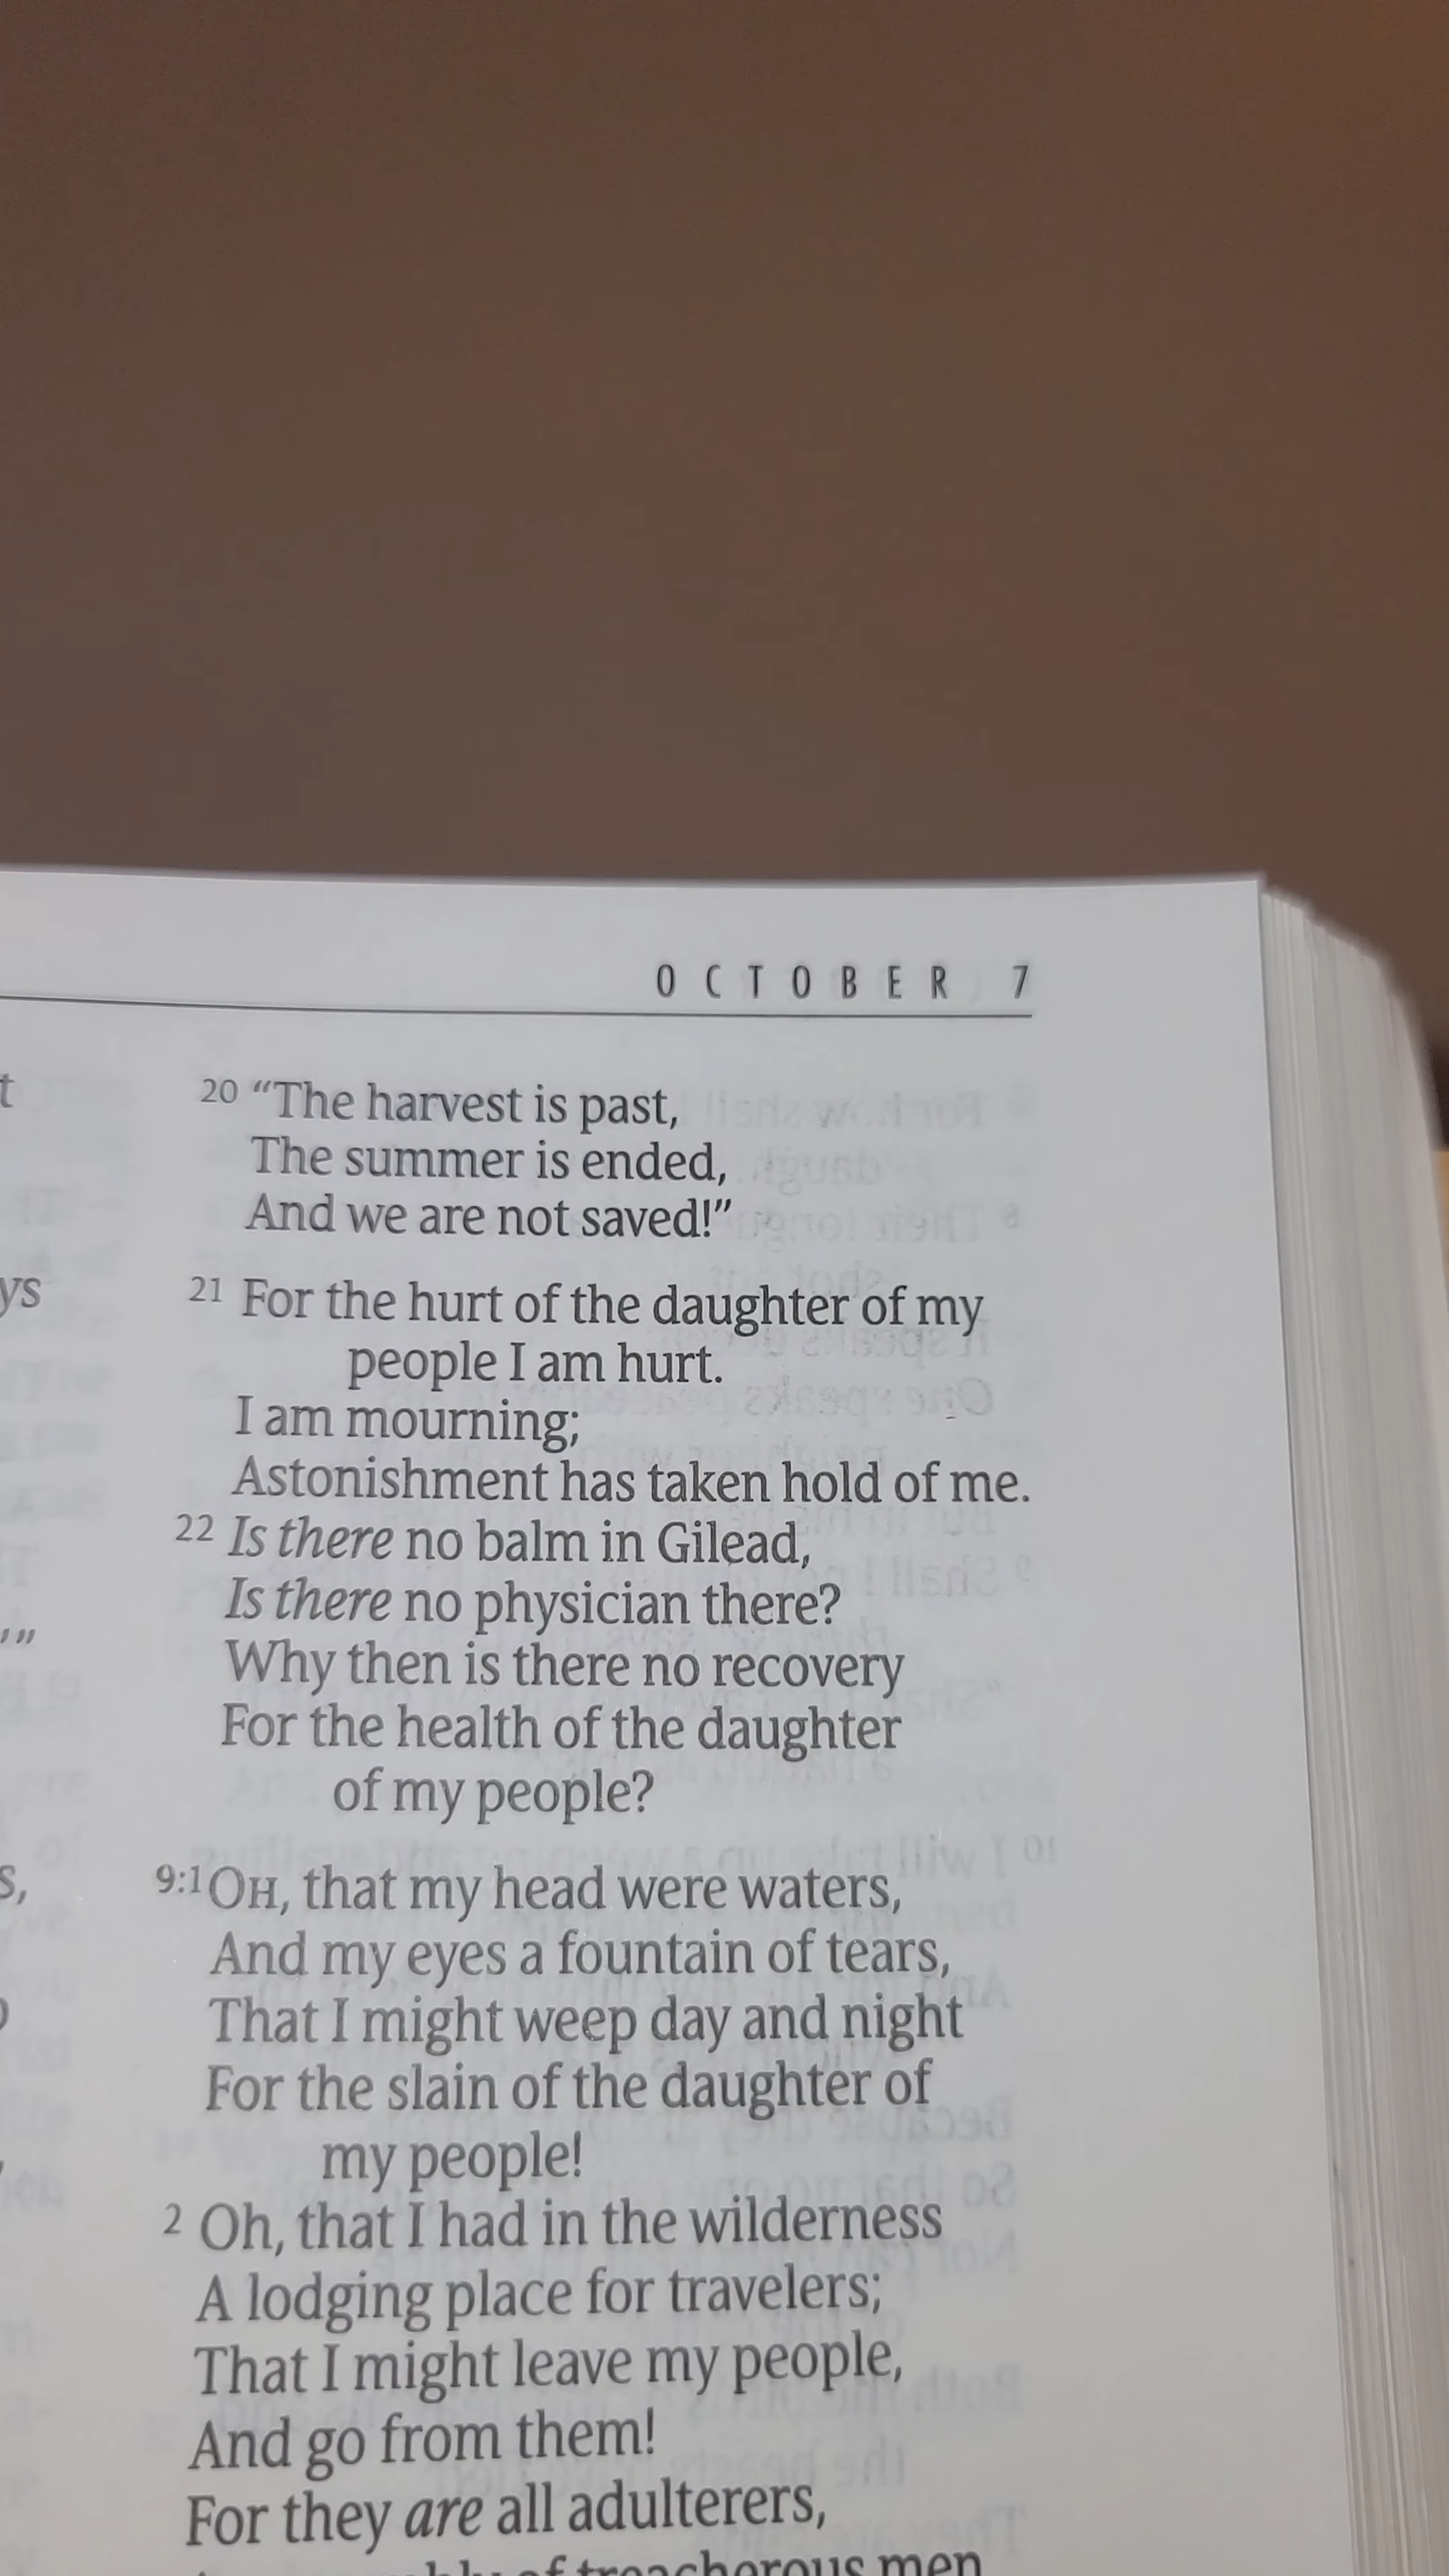 OCTOBER 7
t
20 “The harvest is past,
The summer is ended,
And we are not saved!”
ys
21 For the hurt of the daughter of my
people I am hurt.
I am mourning;
Astonishment has taken hold of me.
22 Is there no balm in Gilead,
Is there no physician there?
’”
Why then is there no recovery
For the health of the daughter
of my people?
s,
9:1 OH, that my head were waters,
And my eyes a fountain of tears,
That I might weep day and night
For the slain of the daughter of
my people!
2 Oh, that I had in the wilderness
A lodging place for travelers;
That I might leave my people,
And go from them!
For they are all adulterers,
of treacherous men